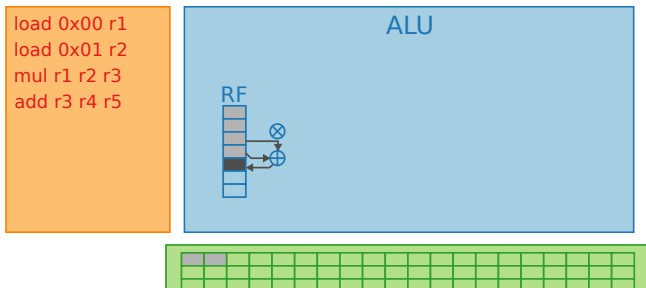 load 0x00 r1
load 0x01 r2
mul r1 r2 r3
add r3 r4 r5
ALU
RF